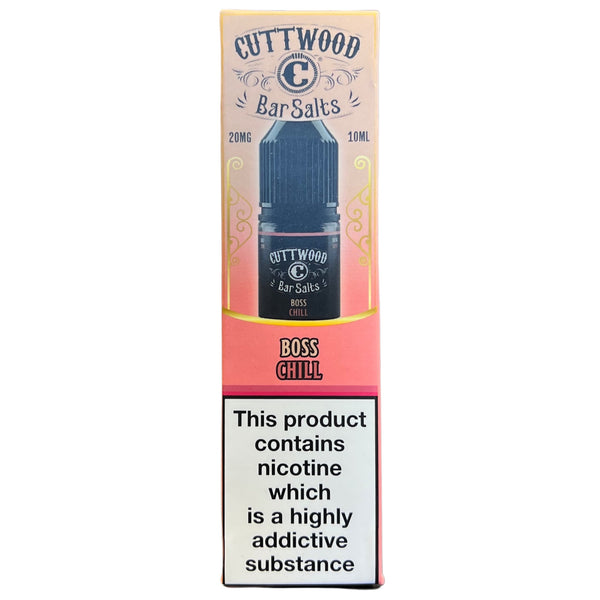 CUTTWOOD
C®
Bar Salts
20MG 10ML
CUTTWOOD
C
Bar Salts
BOSS
CHILL
BOSS
CHILL
This product
contains
nicotine
which
is a highly
addictive
substance